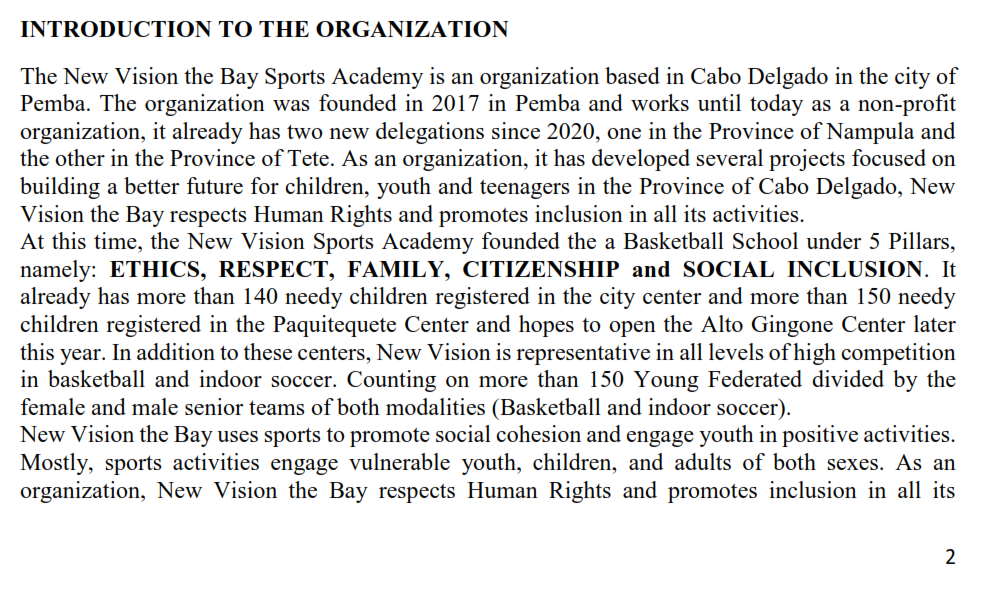 INTRODUCTION TO THE ORGANIZATION
The New Vision the Bay Sports Academy is an organization based in Cabo Delgado in the city of
Pemba. The organization was founded in 2017 in Pemba and works until today as a non-profit
organization, it already has two new delegations since 2020, one in the Province of Nampula and
the other in the Province of Tete. As an organization, it has developed several projects focused on
building a better future for children, youth and teenagers in the Province of Cabo Delgado, New
Vision the Bay respects Human Rights and promotes inclusion in all its activities.
At this time, the New Vision Sports Academy founded the a Basketball School under 5 Pillars,
namely: ETHICS, RESPECT, FAMILY, CITIZENSHIP and SOCIAL INCLUSION. It
already has more than 140 needy children registered in the city center and more than 150 needy
children registered in the Paquitequete Center and hopes to open the Alto Gingone Center later
this year. In addition to these centers, New Vision is representative in all levels of high competition
in basketball and indoor soccer. Counting on more than 150 Young Federated divided by the
female and male senior teams of both modalities (Basketball and indoor soccer).
New Vision the Bay uses sports to promote social cohesion and engage youth in positive activities.
Mostly, sports activities engage vulnerable youth, children, and adults of both sexes. As an
organization, New Vision the Bay respects Human Rights and promotes inclusion in all its
2